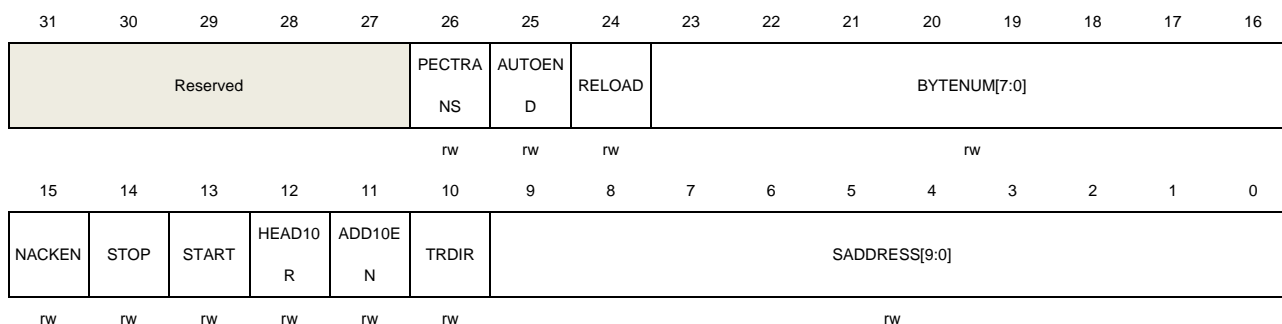 31 30 29 28 27 26 25 24 23 22 21 20 19 18 17 16
Reserved PECTRA NS AUTOEN D RELOAD BYTENUM[7:0]
rw rw rw rw
15 14 13 12 11 10 9 8 7 6 5 4 3 2 1 0
NACKEN STOP START HEAD10 R ADD10E N TRDIR SADDRESS[9:0]
rw rw rw rw rw rw rw